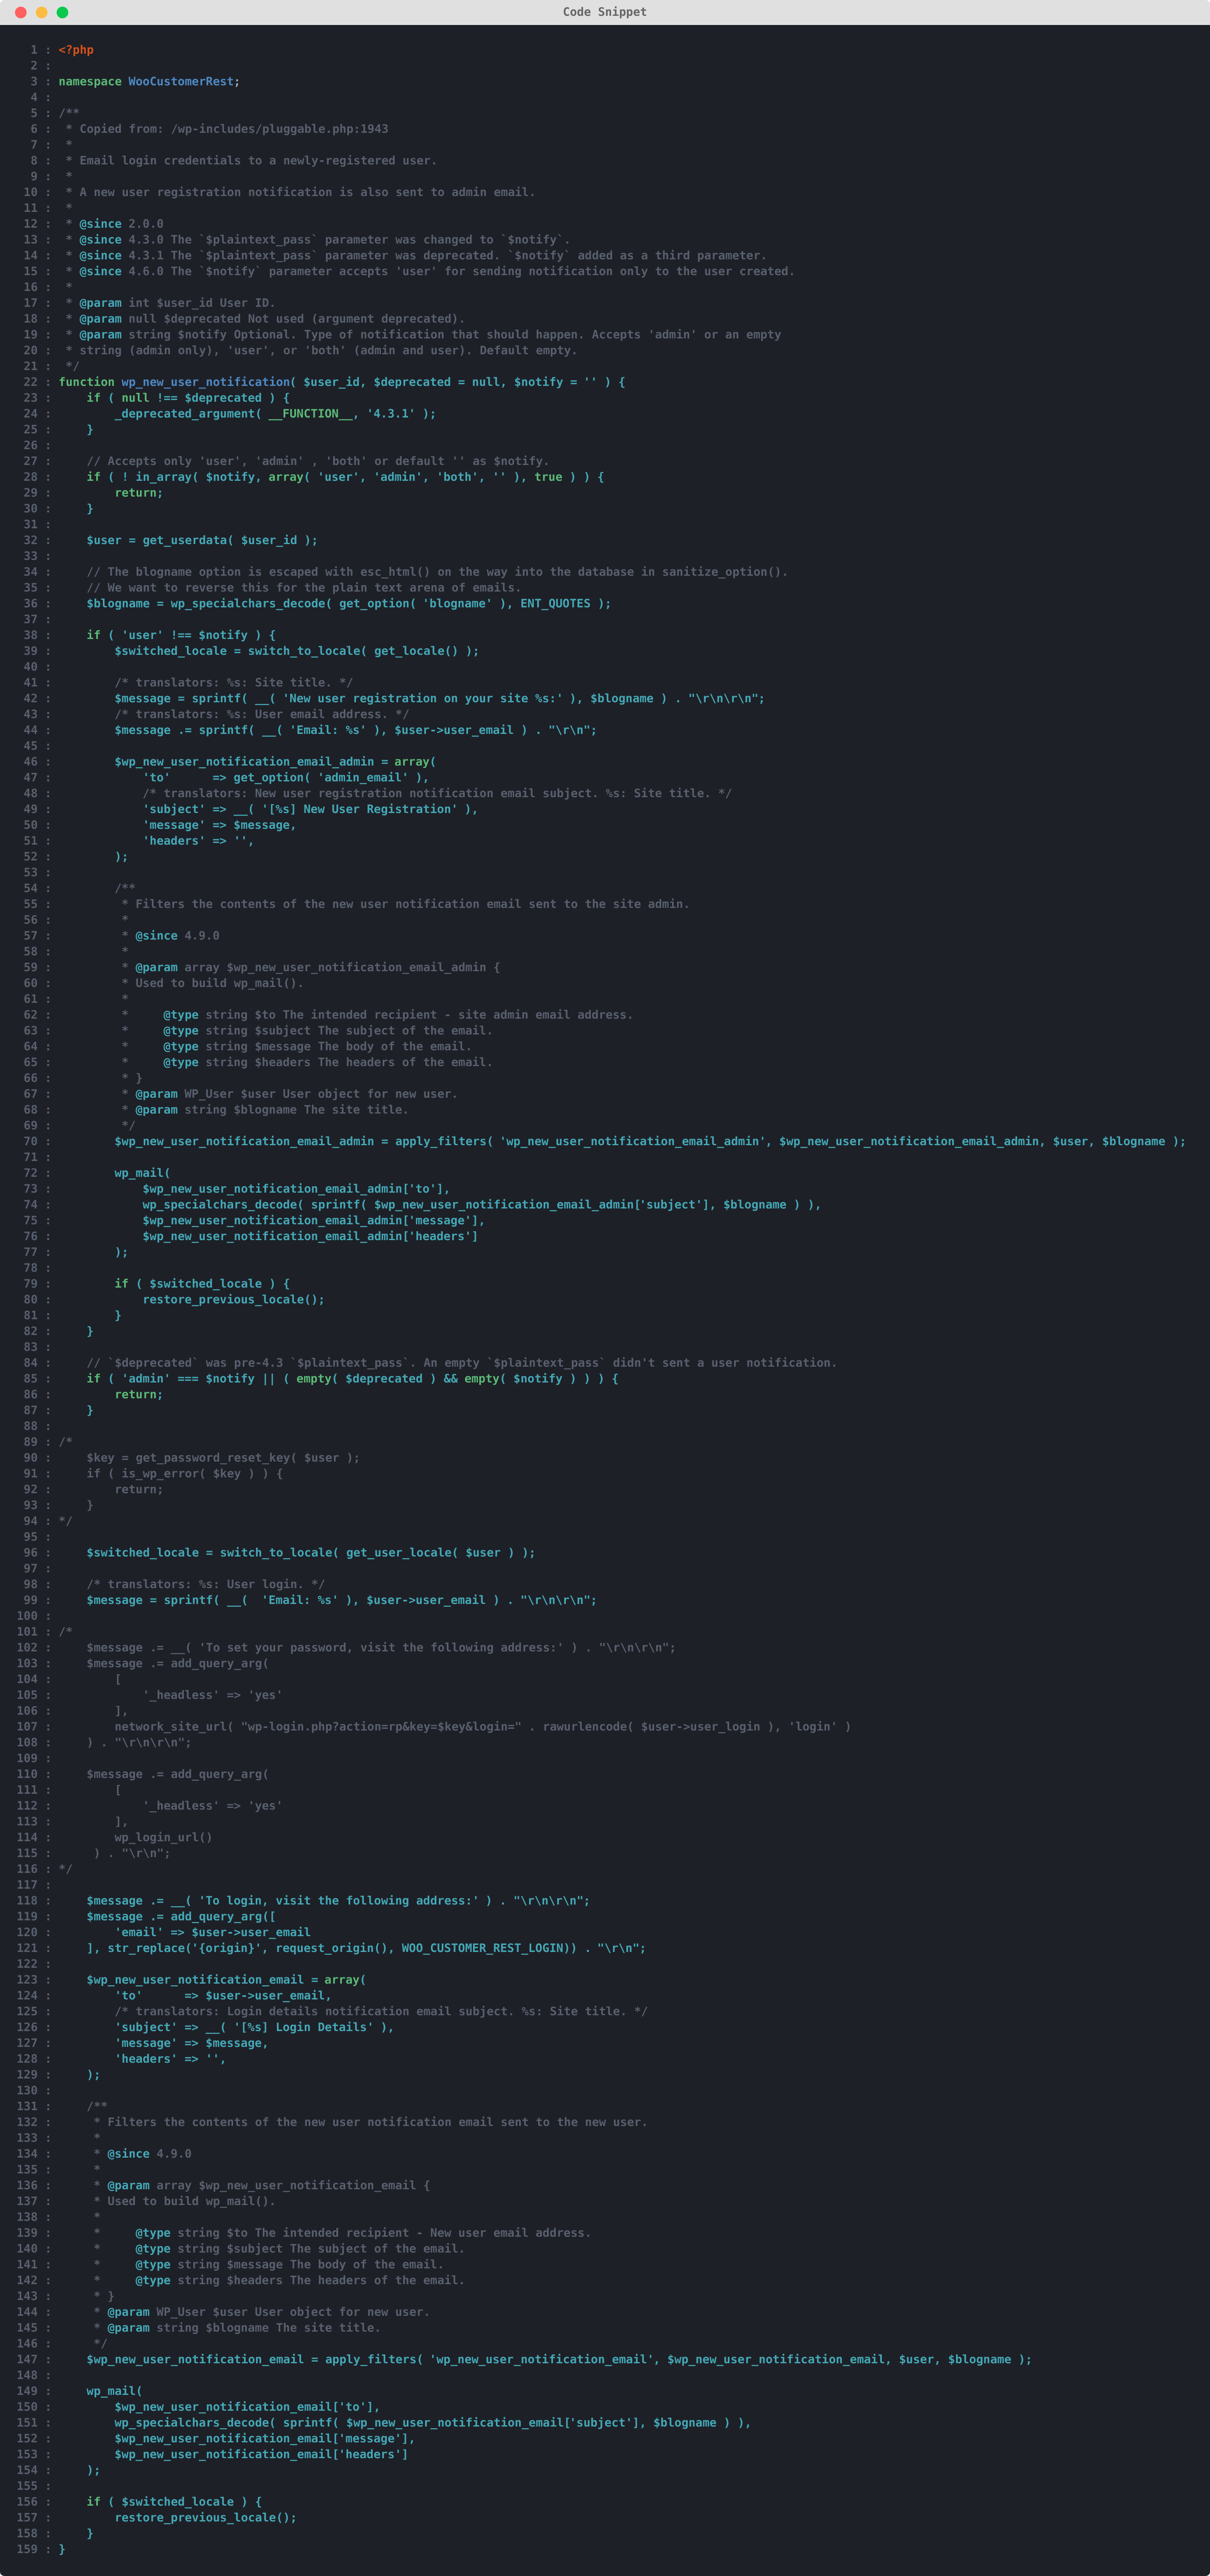 Code Snippet
1 : <?php
2 :
3 : namespace WooCustomerRest;
4 :
5 : /**
6 :  * Copied from: /wp-includes/pluggable.php:1943
7 :  *
8 :  * Email login credentials to a newly-registered user.
9 :  *
10 :  * A new user registration notification is also sent to admin email.
11 :  *
12 :  * @since 2.0.0
13 :  * @since 4.3.0 The `$plaintext_pass` parameter was changed to `$notify`.
14 :  * @since 4.3.1 The `$plaintext_pass` parameter was deprecated. `$notify` added as a third parameter.
15 :  * @since 4.6.0 The `$notify` parameter accepts 'user' for sending notification only to the user created.
16 :  *
17 :  * @param int $user_id User ID.
18 :  * @param null $deprecated Not used (argument deprecated).
19 :  * @param string $notify Optional. Type of notification that should happen. Accepts 'admin' or an empty
20 :  * string (admin only), 'user', or 'both' (admin and user). Default empty.
21 :  */
22 : function wp_new_user_notification( $user_id, $deprecated = null, $notify = '' ) {
23 :     if ( null !== $deprecated ) {
24 :         _deprecated_argument( __FUNCTION__, '4.3.1' );
25 :     }
26 :
27 :     // Accepts only 'user', 'admin' , 'both' or default '' as $notify.
28 :     if ( ! in_array( $notify, array( 'user', 'admin', 'both', '' ), true ) ) {
29 :         return;
30 :     }
31 :
32 :     $user = get_userdata( $user_id );
33 :
34 :     // The blogname option is escaped with esc_html() on the way into the database in sanitize_option().
35 :     // We want to reverse this for the plain text arena of emails.
36 :     $blogname = wp_specialchars_decode( get_option( 'blogname' ), ENT_QUOTES );
37 :
38 :     if ( 'user' !== $notify ) {
39 :         $switched_locale = switch_to_locale( get_locale() );
40 :
41 :         /* translators: %s: Site title. */
42 :         $message = sprintf( __( 'New user registration on your site %s:' ), $blogname ) . "\r\n\r\n";
43 :         /* translators: %s: User email address. */
44 :         $message .= sprintf( __( 'Email: %s' ), $user->user_email ) . "\r\n";
45 :
46 :         $wp_new_user_notification_email_admin = array(
47 :             'to'      => get_option( 'admin_email' ),
48 :             /* translators: New user registration notification email subject. %s: Site title. */
49 :             'subject' => __( '[%s] New User Registration' ),
50 :             'message' => $message,
51 :             'headers' => '',
52 :         );
53 :
54 :         /**
55 :          * Filters the contents of the new user notification email sent to the site admin.
56 :          *
57 :          * @since 4.9.0
58 :          *
59 :          * @param array $wp_new_user_notification_email_admin {
60 :          * Used to build wp_mail().
61 :          *
62 :          *     @type string $to The intended recipient - site admin email address.
63 :          *     @type string $subject The subject of the email.
64 :          *     @type string $message The body of the email.
65 :          *     @type string $headers The headers of the email.
66 :          * }
67 :          * @param WP_User $user User object for new user.
68 :          * @param string $blogname The site title.
69 :          */
70 :         $wp_new_user_notification_email_admin = apply_filters( 'wp_new_user_notification_email_admin', $wp_new_user_notification_email_admin, $user, $blogname );
71 :
72 :         wp_mail(
73 :             $wp_new_user_notification_email_admin['to'],
74 :             wp_specialchars_decode( sprintf( $wp_new_user_notification_email_admin['subject'], $blogname ) ),
75 :             $wp_new_user_notification_email_admin['message'],
76 :             $wp_new_user_notification_email_admin['headers']
77 :         );
78 :
79 :         if ( $switched_locale ) {
80 :             restore_previous_locale();
81 :         }
82 :     }
83 :
84 :     // `$deprecated` was pre-4.3 `$plaintext_pass`. An empty `$plaintext_pass` didn't sent a user notification.
85 :     if ( 'admin' === $notify || ( empty( $deprecated ) && empty( $notify ) ) ) {
86 :         return;
87 :     }
88 :
89 : /*
90 :     $key = get_password_reset_key( $user );
91 :     if ( is_wp_error( $key ) ) {
92 :         return;
93 :     }
94 : */
95 :
96 :     $switched_locale = switch_to_locale( get_user_locale( $user ) );
97 :
98 :     /* translators: %s: User login. */
99 :     $message = sprintf( __(  'Email: %s' ), $user->user_email ) . "\r\n\r\n";
100 :
101 : /*
102 :     $message .= __( 'To set your password, visit the following address:' ) . "\r\n\r\n";
103 :     $message .= add_query_arg(
104 :         [
105 :             '_headless' => 'yes'
106 :         ],
107 :         network_site_url( "wp-login.php?action=rp&key=$key&login=" . rawurlencode( $user->user_login ), 'login' )
108 :     ) . "\r\n\r\n";
109 :
110 :     $message .= add_query_arg(
111 :         [
112 :             '_headless' => 'yes'
113 :         ],
114 :         wp_login_url()
115 :      ) . "\r\n";
116 : */
117 :
118 :     $message .= __( 'To login, visit the following address:' ) . "\r\n\r\n";
119 :     $message .= add_query_arg([
120 :         'email' => $user->user_email
121 :     ], str_replace('{origin}', request_origin(), WOO_CUSTOMER_REST_LOGIN)) . "\r\n";
122 :
123 :     $wp_new_user_notification_email = array(
124 :         'to'      => $user->user_email,
125 :         /* translators: Login details notification email subject. %s: Site title. */
126 :         'subject' => __( '[%s] Login Details' ),
127 :         'message' => $message,
128 :         'headers' => '',
129 :     );
130 :
131 :     /**
132 :      * Filters the contents of the new user notification email sent to the new user.
133 :      *
134 :      * @since 4.9.0
135 :      *
136 :      * @param array $wp_new_user_notification_email {
137 :      * Used to build wp_mail().
138 :      *
139 :      *     @type string $to The intended recipient - New user email address.
140 :      *     @type string $subject The subject of the email.
141 :      *     @type string $message The body of the email.
142 :      *     @type string $headers The headers of the email.
143 :      * }
144 :      * @param WP_User $user User object for new user.
145 :      * @param string $blogname The site title.
146 :      */
147 :     $wp_new_user_notification_email = apply_filters( 'wp_new_user_notification_email', $wp_new_user_notification_email, $user, $blogname );
148 :
149 :     wp_mail(
150 :         $wp_new_user_notification_email['to'],
151 :         wp_specialchars_decode( sprintf( $wp_new_user_notification_email['subject'], $blogname ) ),
152 :         $wp_new_user_notification_email['message'],
153 :         $wp_new_user_notification_email['headers']
154 :     );
155 :
156 :     if ( $switched_locale ) {
157 :         restore_previous_locale();
158 :     }
159 : }